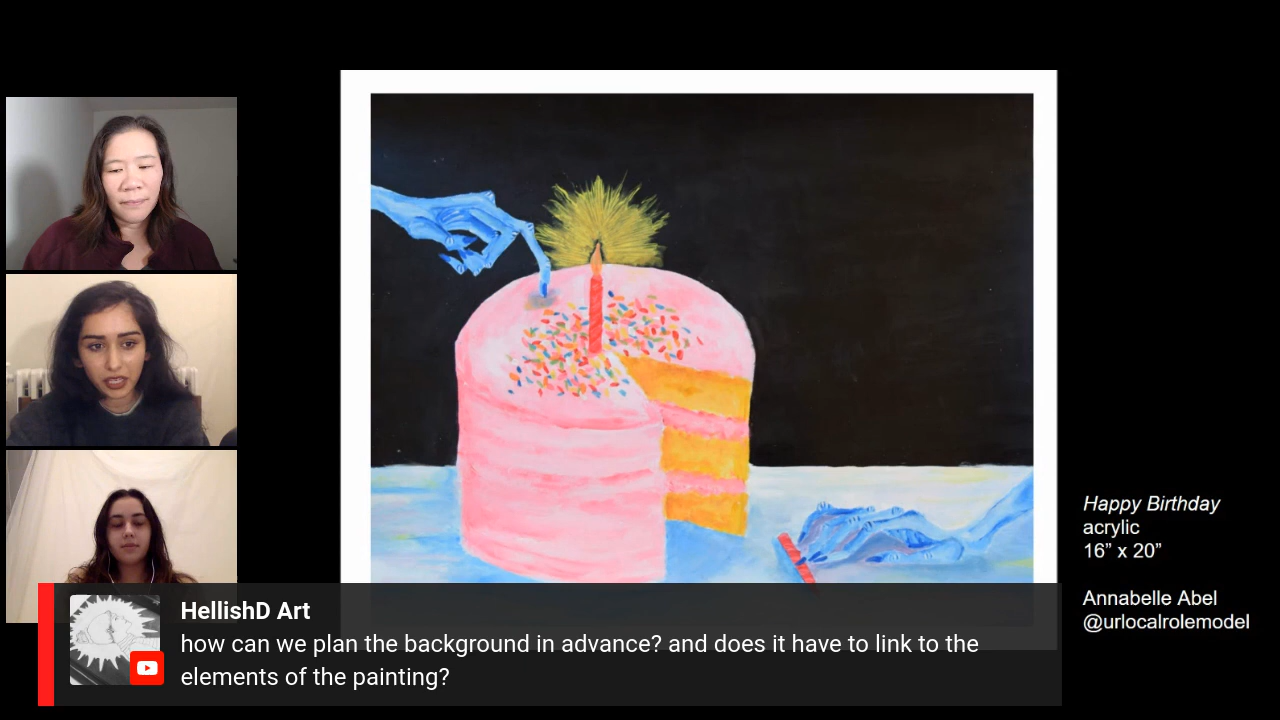 Happy Birthday
acrylic
16” x 20”
Annabelle Abel
@urlocalrolemodel
HellishD Art
how can we plan the background in advance? and does it have to link to the
elements of the painting?